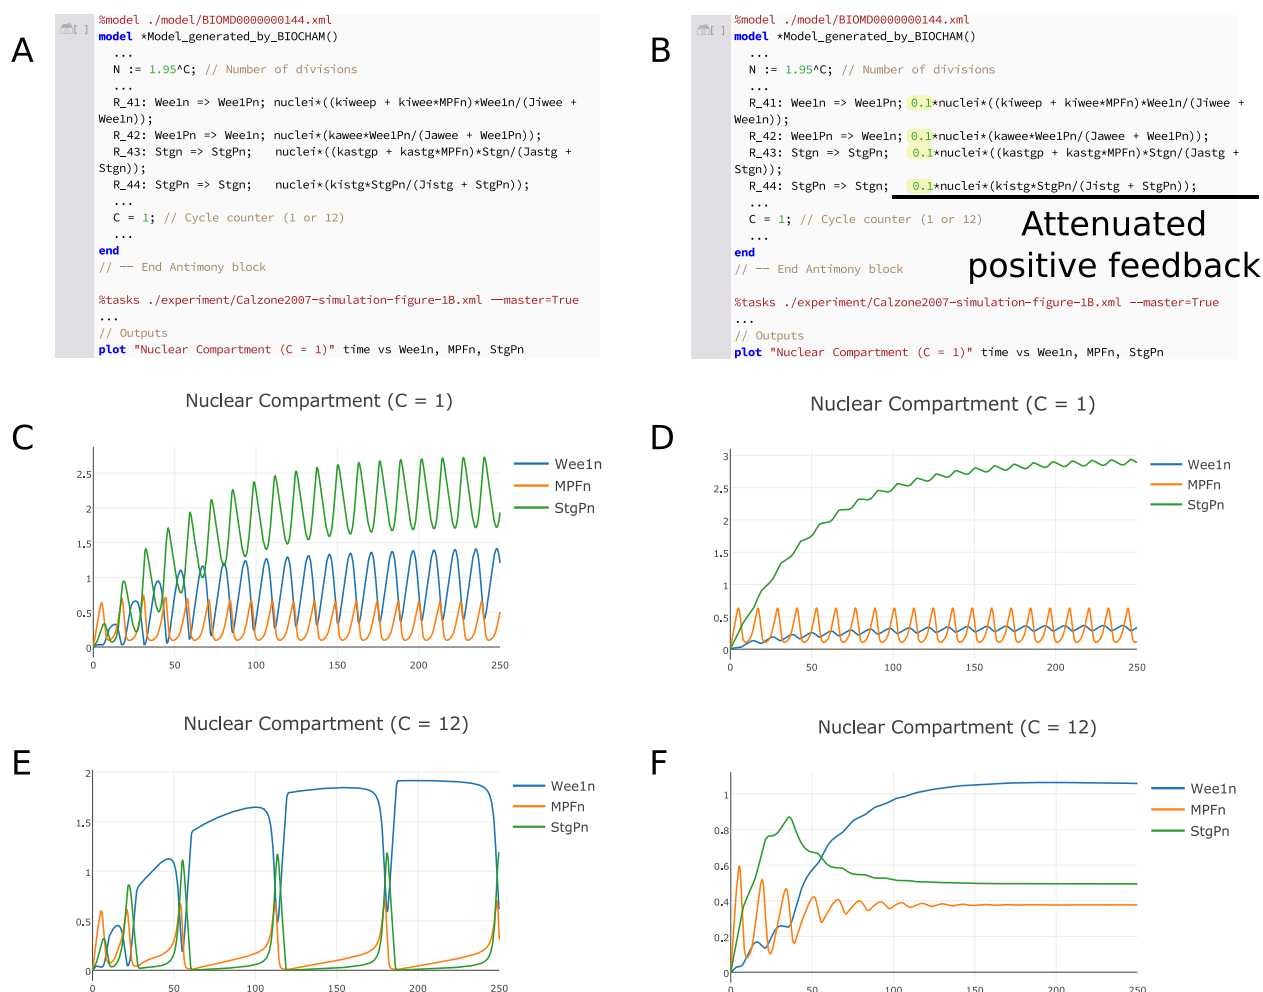 A
[ ]
%model ./model/BIOMD0000000144.xml
model *Model_generated_by_BIOCHAM()
...
N := 1.95^C; // Number of divisions
...
R_41: Wee1n => Wee1Pn; nuclei*((kiweep + kiwee*MPFn)*Wee1n/(Jiwee +
Wee1n));
R_42: Wee1Pn => Wee1n; nuclei*(kawee*Wee1Pn/(Jawee + Wee1Pn));
R_43: Stgn => StgPn; nuclei*((kastgp + kastg*MPFn)*Stgn/(Jastg +
Stgn));
R_44: StgPn => Stgn; nuclei*(kistg*StgPn/(Jistg + StgPn));
...
C = 1; // Cycle counter (1 or 12)
...
end
// -- End Antimony block
%tasks ./experiment/Calzone2007-simulation-figure-1B.xml --master=True
...
// Outputs
plot "Nuclear Compartment (C = 1)" time vs Wee1n, MPFn, StgPn
B
[ ]
%model ./model/BIOMD0000000144.xml
model *Model_generated_by_BIOCHAM()
...
N := 1.95^C; // Number of divisions
...
R_41: Wee1n => Wee1Pn; 0.1*nuclei*((kiweep + kiwee*MPFn)*Wee1n/(Jiwee +
Wee1n));
R_42: Wee1Pn => Wee1n; 0.1*nuclei*(kawee*Wee1Pn/(Jawee + Wee1Pn));
R_43: Stgn => StgPn; 0.1*nuclei*((kastgp + kastg*MPFn)*Stgn/(Jastg +
Stgn));
R_44: StgPn => Stgn; 0.1*nuclei*(kistg*StgPn/(Jistg + StgPn));
...
C = 1; // Cycle counter (1 or 12)
...
end
// -- End Antimony block
Attenuated
positive feedback
%tasks ./experiment/Calzone2007-simulation-figure-1B.xml --master=True
...
// Outputs
plot "Nuclear Compartment (C = 1)" time vs Wee1n, MPFn, StgPn
C
Nuclear Compartment (C = 1)
2.5
2
1.5
1
0.5
0
0 50 100 150 200 250
Wee1n
MPFn
StgPn
D
Nuclear Compartment (C = 1)
3
2.5
2
1.5
1
0.5
0
0 50 100 150 200 250
Wee1n
MPFn
StgPn
E
Nuclear Compartment (C = 12)
2
1.5
1
0.5
0
0 50 100 150 200 250
Wee1n
MPFn
StgPn
F
Nuclear Compartment (C = 12)
1
0.8
0.6
0.4
0.2
0
0 50 100 150 200 250
Wee1n
MPFn
StgPn